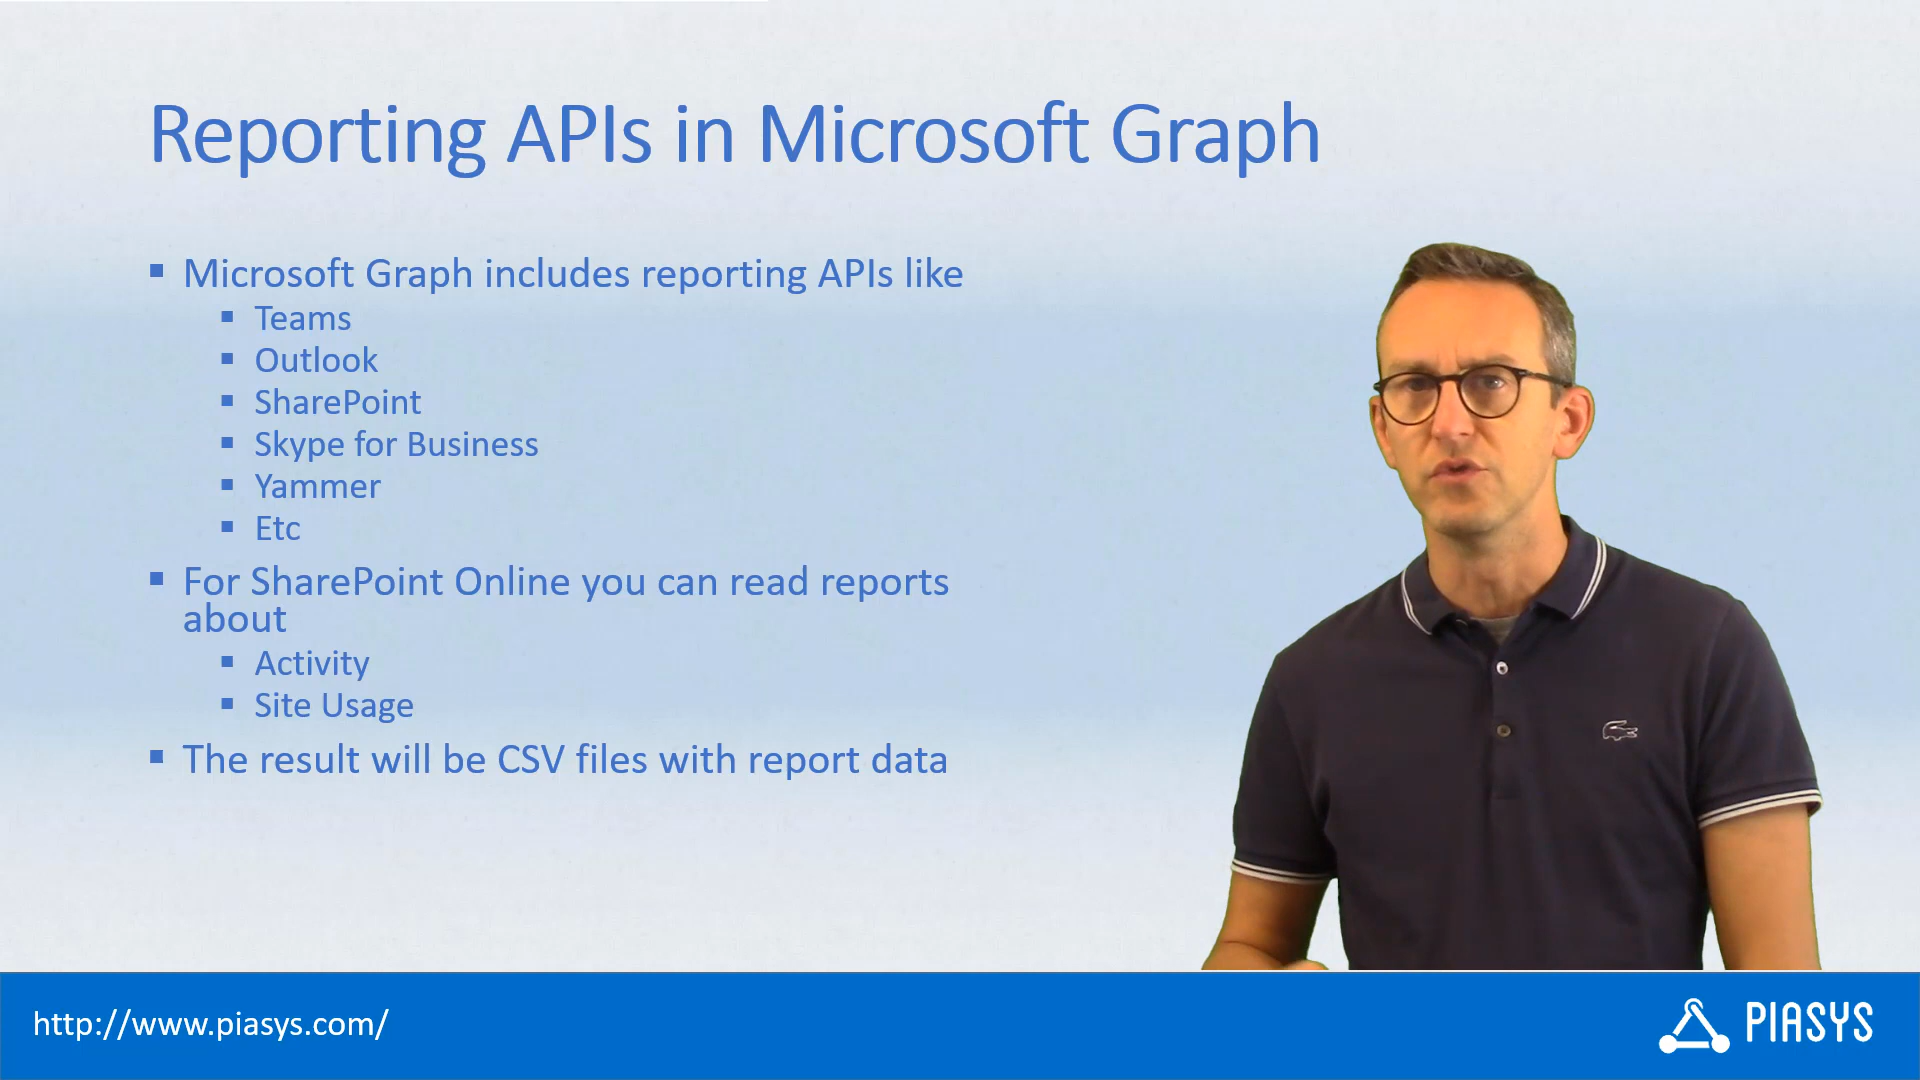 Reporting APIs in Microsoft Graph
Microsoft Graph includes reporting APIs like
Teams
Outlook
SharePoint
Skype for Business
Yammer
Etc
For SharePoint Online you can read reports
about
Activity
Site Usage
The result will be CSV files with report data
http://www.piasys.com/
PIASYS